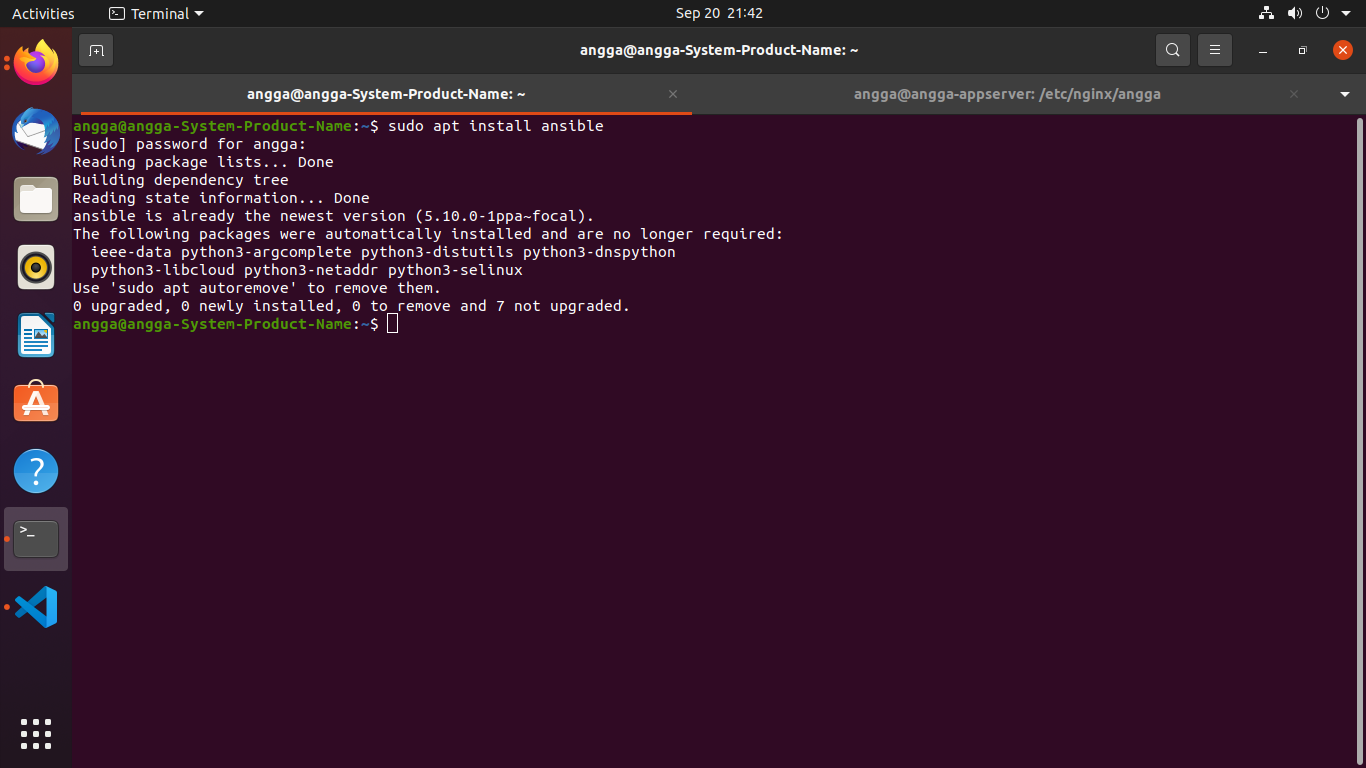 Activities
Terminal
Sep 20 21:42
angga@angga-System-Product-Name: ~
angga@angga-System-Product-Name: ~
angga@angga-appserver: /etc/nginx/angga
angga@angga-System-Product-Name:~$ sudo apt install ansible
[sudo] password for angga:
Reading package lists... Done
Building dependency tree
Reading state information... Done
ansible is already the newest version (5.10.0-1ppa~focal).
The following packages were automatically installed and are no longer required:
  ieee-data python3-argcomplete python3-distutils python3-dnspython
  python3-libcloud python3-netaddr python3-selinux
Use 'sudo apt autoremove' to remove them.
0 upgraded, 0 newly installed, 0 to remove and 7 not upgraded.
angga@angga-System-Product-Name:~$